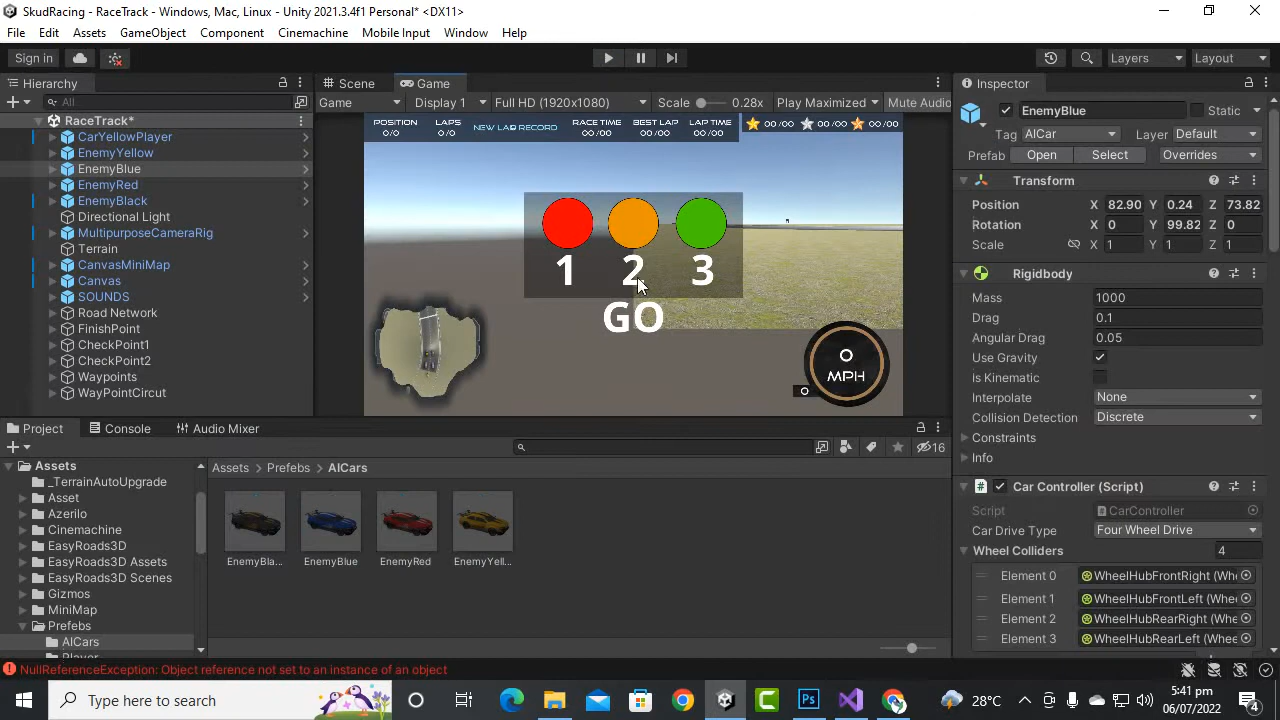 SkudRacing - RaceTrack - Windows, Mac, Linux - Unity 2021.3.4f1 Personal* <DX11>
File Edit Assets GameObject Component Cinemachine Mobile Input Window Help
Sign in
Layers
Layout
Hierarchy
All
RaceTrack*
CarYellowPlayer
EnemyYellow
EnemyBlue
EnemyRed
EnemyBlack
Directional Light
MultipurposeCameraRig
Terrain
CanvasMiniMap
Canvas
SOUNDS
Road Network
FinishPoint
CheckPoint1
CheckPoint2
Waypoints
WayPointCircut
Scene
Game
Game Display 1 Full HD (1920x1080) Scale 0.28x Play Maximized Mute Audio
POSITION LAPS NEW LAP RECORD RACE TIME BEST LAP LAP TIME
0/0 0/0 00 /00 00 /00 00 /00
00 /00 00 /00 00 /00
1 2 3
GO
0
MPH
0
Inspector
EnemyBlue Static
Tag AICar Layer Default
Prefab Open Select Overrides
Transform
Position X 82.90 Y 0.24 Z 73.82
Rotation X 0 Y 99.82 Z 0
Scale X 1 Y 1 Z 1
Rigidbody
Mass 1000
Drag 0.1
Angular Drag 0.05
Use Gravity
Is Kinematic
Interpolate None
Collision Detection Discrete
Constraints
Info
Car Controller (Script)
Script CarController
Car Drive Type Four Wheel Drive
Wheel Colliders 4
Element 0 WheelHubFrontRight (Whe
Element 1 WheelHubFrontLeft (Whee
Element 2 WheelHubRearRight (Whe
Element 3 WheelHubRearLeft (Whee
Project
Console
Audio Mixer
16
Assets
_TerrainAutoUpgrade
Asset
Azerilo
Cinemachine
EasyRoads3D
EasyRoads3D Assets
EasyRoads3D Scenes
Gizmos
MiniMap
Prefebs
AICars
Player
Assets > Prefebs > AICars
EnemyBla... EnemyBlue EnemyRed EnemyYell...
NullReferenceException: Object reference not set to an instance of an object
Type here to search
28°C
5:41 pm
06/07/2022
4